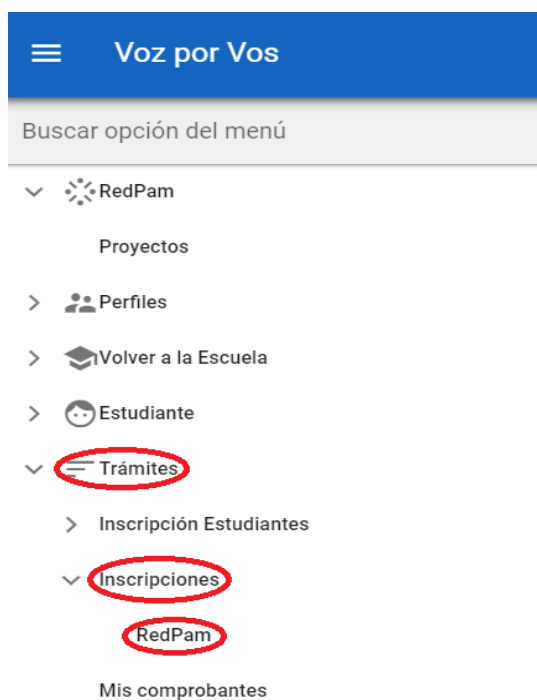 Voz por Vos
Buscar opción del menú
RedPam
Proyectos
Perfiles
Volver a la Escuela
Estudiante
Trámites
Inscripción Estudiantes
Inscripciones
RedPam
Mis comprobantes